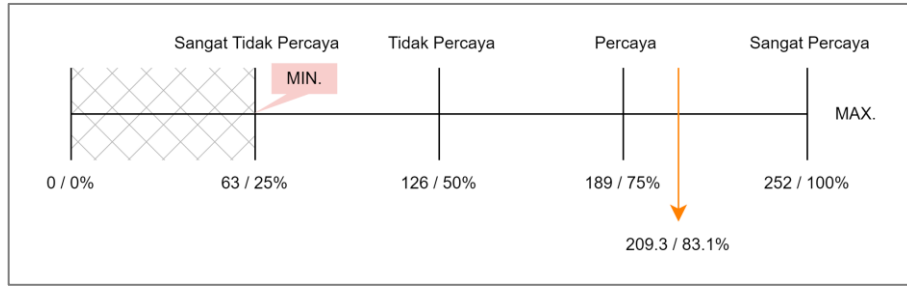 Sangat Tidak Percaya Tidak Percaya Percaya Sangat Percaya
MIN.
MAX.
0 / 0% 63 / 25% 126 / 50% 189 / 75% 252 / 100%
209.3 / 83.1%